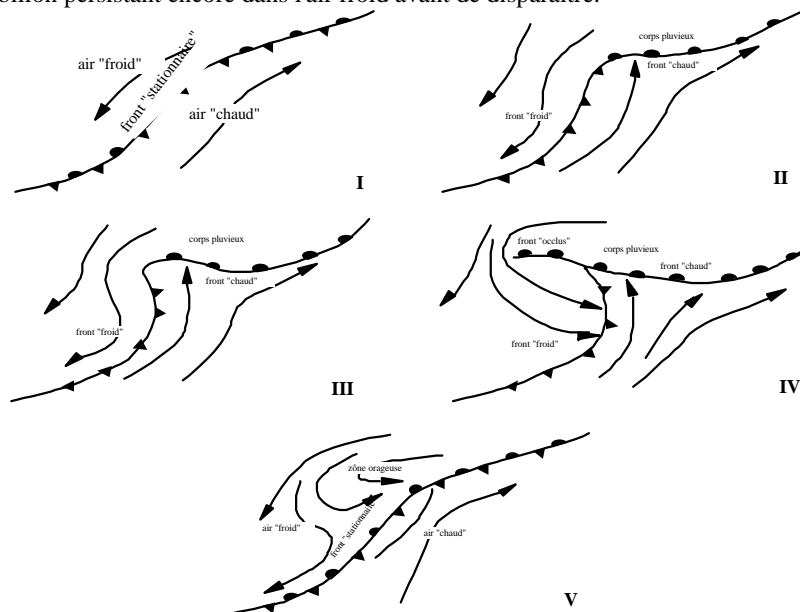 persistant encore dans l'air froid avant de disparaître.
air "froid"
front "stationnaire"
air "chaud"
I
corps pluvieux
front "chaud"
front "froid"
II
corps pluvieux
front "chaud"
front "froid"
III
front "occlus"
corps pluvieux
front "chaud"
front "froid"
IV
zône orageuse
air "froid"
front "stationnaire"
air "chaud"
V